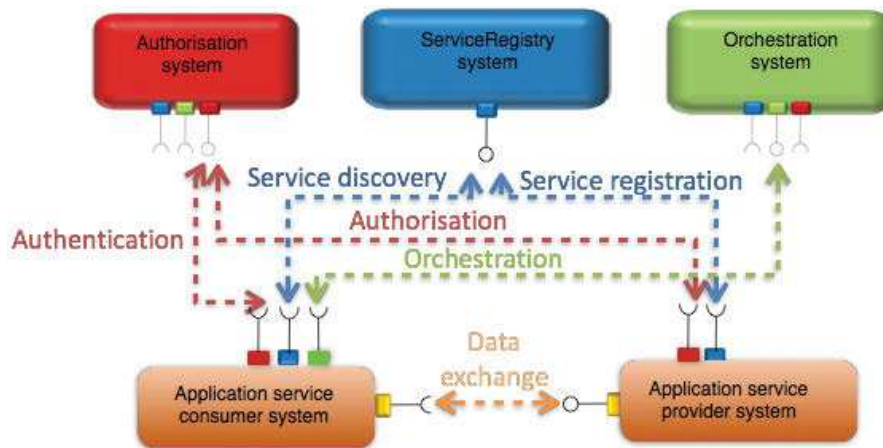 Authorisation
system
ServiceRegistry
system
Orchestration
system
Service discovery
Service registration
Authorisation
Authentication
Orchestration
Data
exchange
Application service
consumer system
Application service
provider system